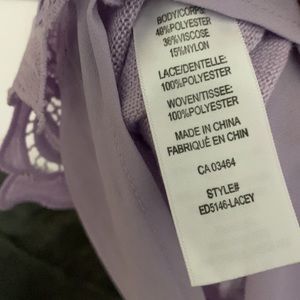 BODY/CORPS:
49%POLYESTER
36%VISCOSE
15%NYLON
LACE/DENTELLE:
100%POLYESTER
WOVEN/TISSEE:
100%POLYESTER
MADE IN CHINA
FABRIQUÉ EN CHIN
CA 03464
STYLE#
ED5146-LACEY